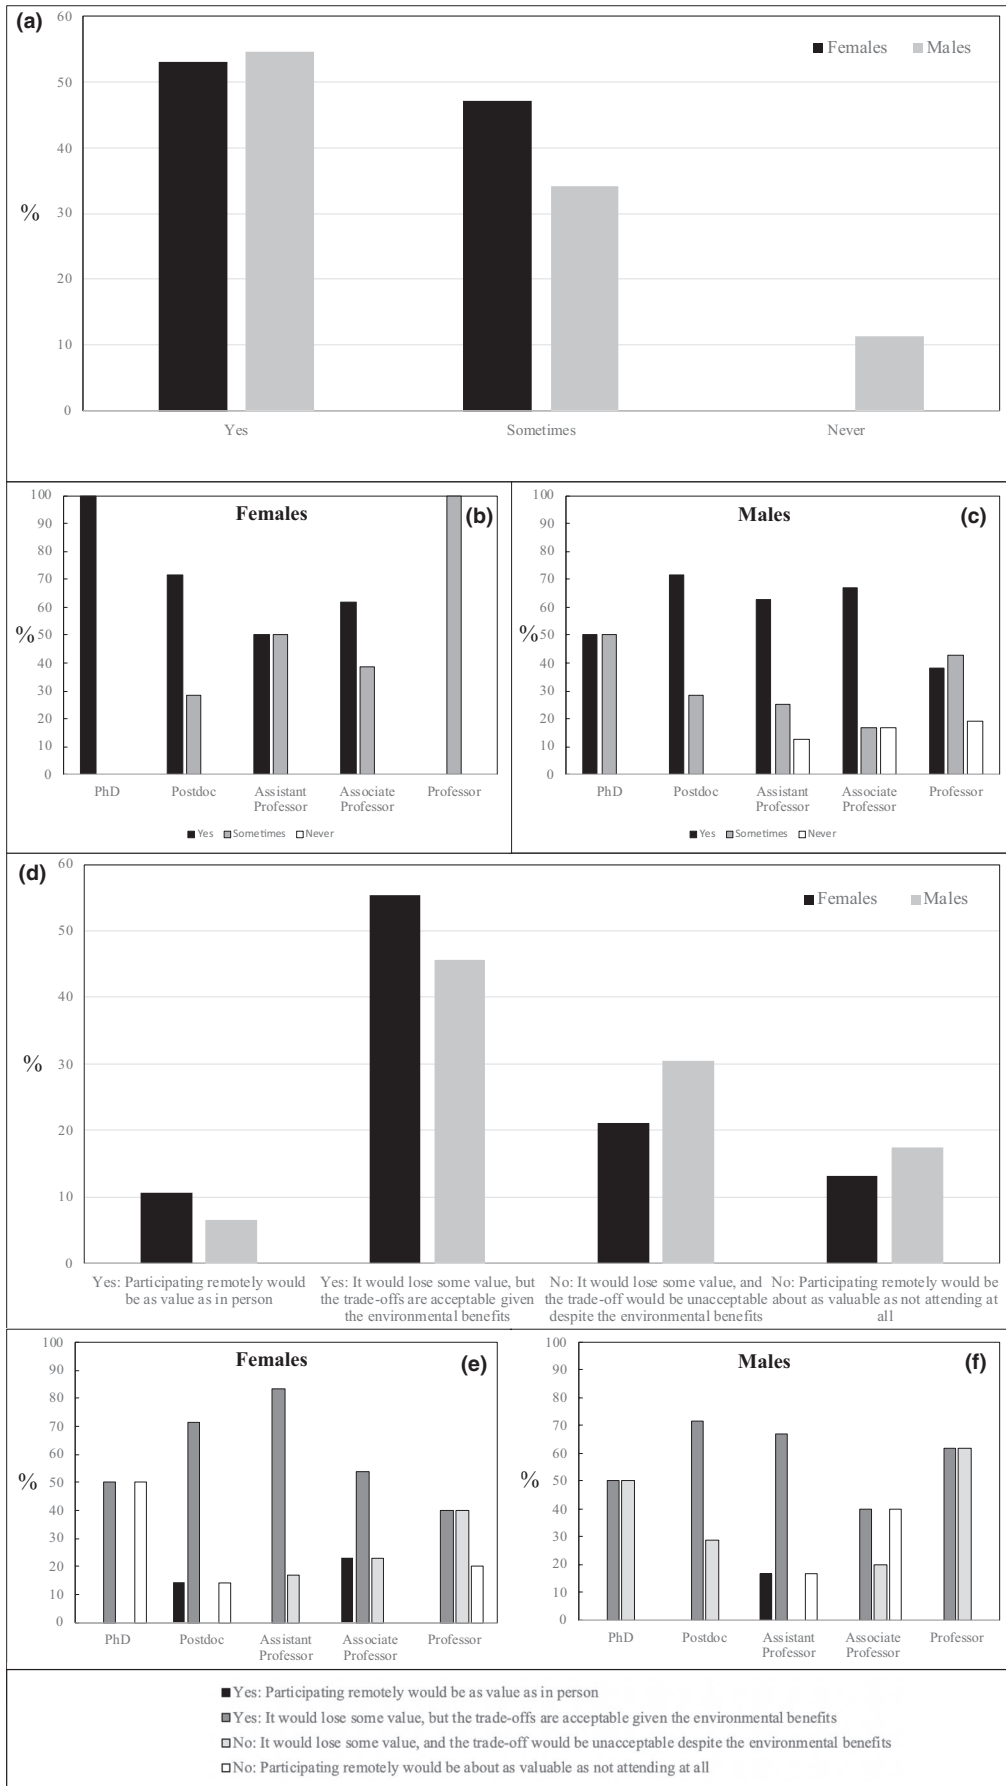 (a)
60
50
40
30
20
10
0
%
Females Males
Yes Sometimes Never
100
90
80
70
60
50
40
30
20
10
0
%
Females
(b)
PhD Postdoc Assistant Professor Associate Professor Professor
Yes Sometimes Never
100
90
80
70
60
50
40
30
20
10
0
%
Males
(c)
PhD Postdoc Assistant Professor Associate Professor Professor
Yes Sometimes Never
(d)
60
50
40
30
20
10
0
%
Females Males
Yes: Participating remotely would
be as value as in person
Yes: It would lose some value, but
the trade-offs are acceptable given
the environmental benefits
No: It would lose some value, and
the trade-off would be unacceptable
despite the environmental benefits
No: Participating remotely would be
about as valuable as not attending at
all
100
90
80
70
60
50
40
30
20
10
0
%
Females
(e)
PhD Postdoc Assistant Professor Associate Professor Professor
100
90
80
70
60
50
40
30
20
10
0
%
Males
(f)
PhD Postdoc Assistant Professor Associate Professor Professor
Yes: Participating remotely would be as value as in person
Yes: It would lose some value, but the trade-offs are acceptable given the environmental benefits
No: It would lose some value, and the trade-off would be unacceptable despite the environmental benefits
No: Participating remotely would be about as valuable as not attending at all